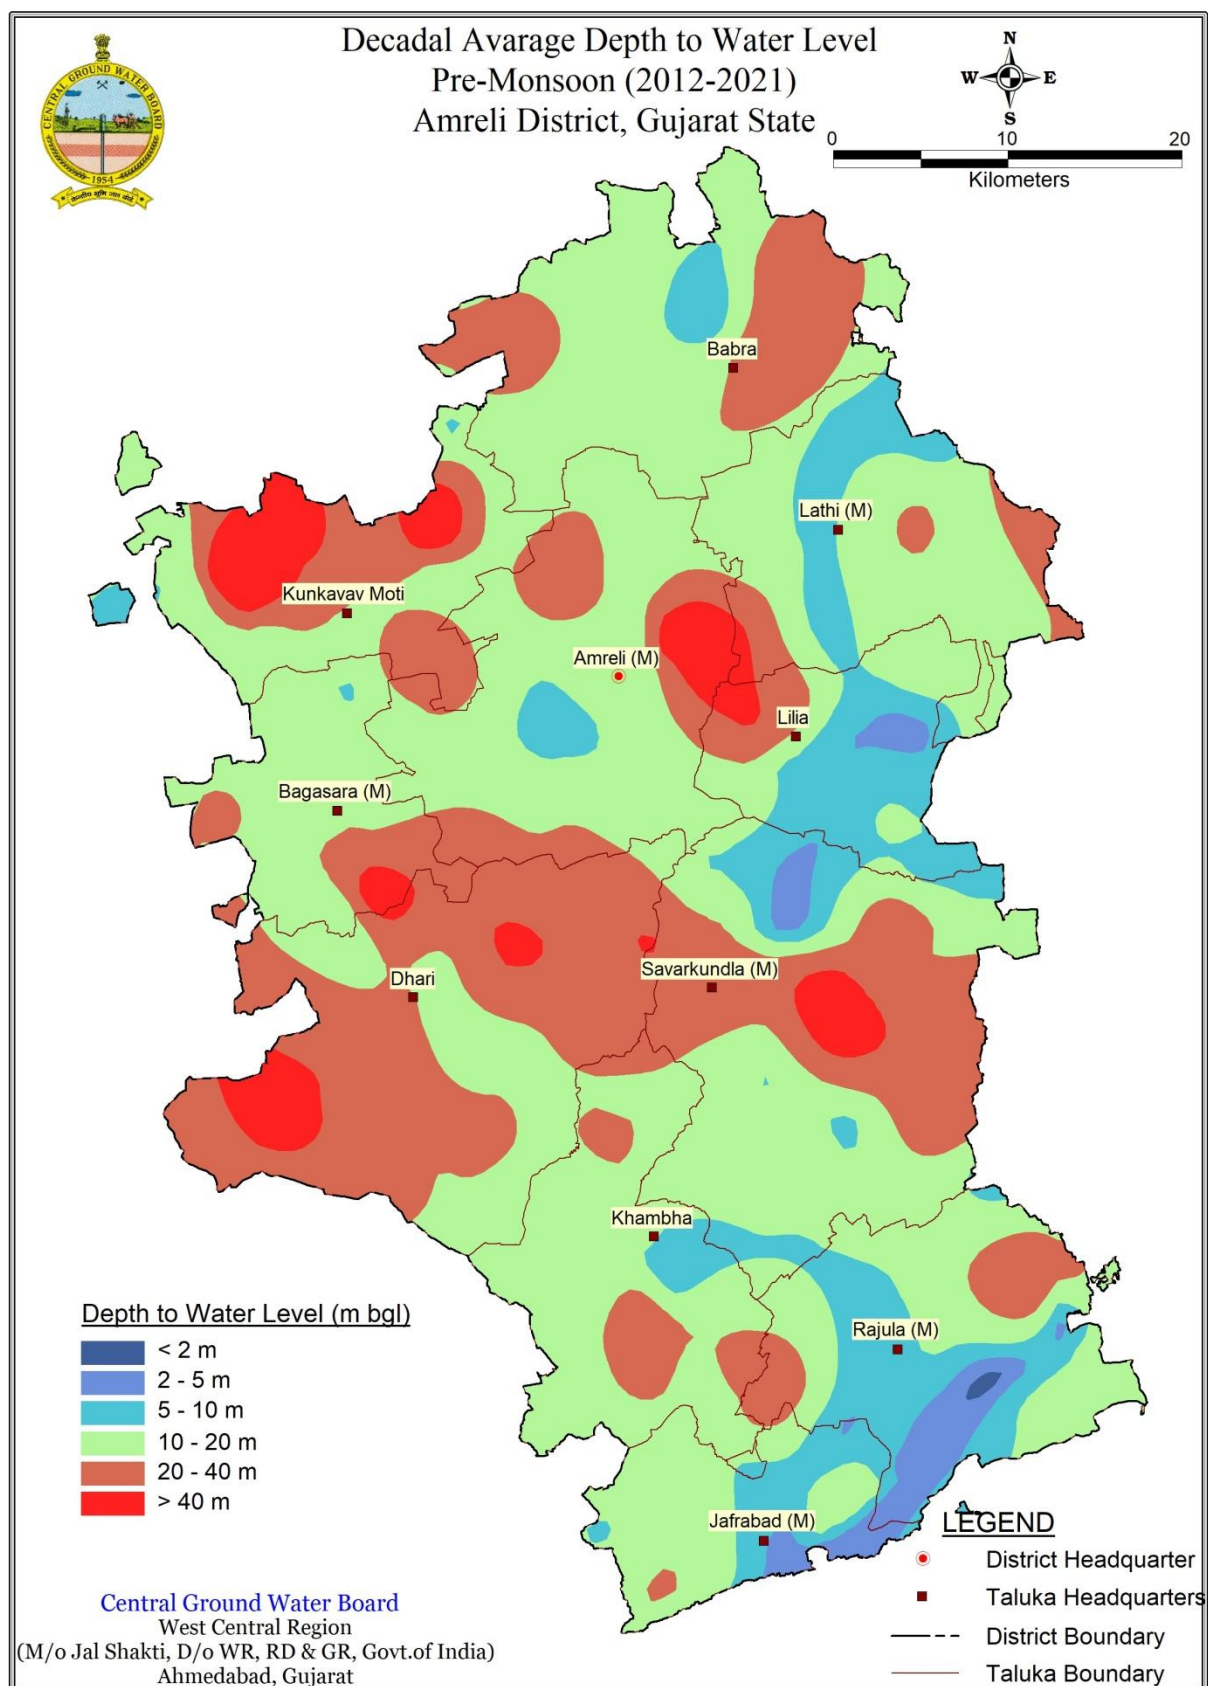 Decadal Avarage Depth to Water Level
Pre-Monsoon (2012-2021)
Amreli District, Gujarat State
CENTRAL GROUND WATER BOARD
1954
N
W E
S
0 10 20
Kilometers
Babra
Lathi (M)
Kunkavav Moti
Amreli (M)
Lilia
Bagasara (M)
Savarkundla (M)
Dhari
Khambha
Rajula (M)
Jafrabad (M)
Depth to Water Level (m bgl)
< 2 m
2 - 5 m
5 - 10 m
10 - 20 m
20 - 40 m
> 40 m
Central Ground Water Board
West Central Region
(M/o Jal Shakti, D/o WR, RD & GR, Govt.of India)
Ahmedabad, Gujarat
LEGEND
District Headquarter
Taluka Headquarters
District Boundary
Taluka Boundary